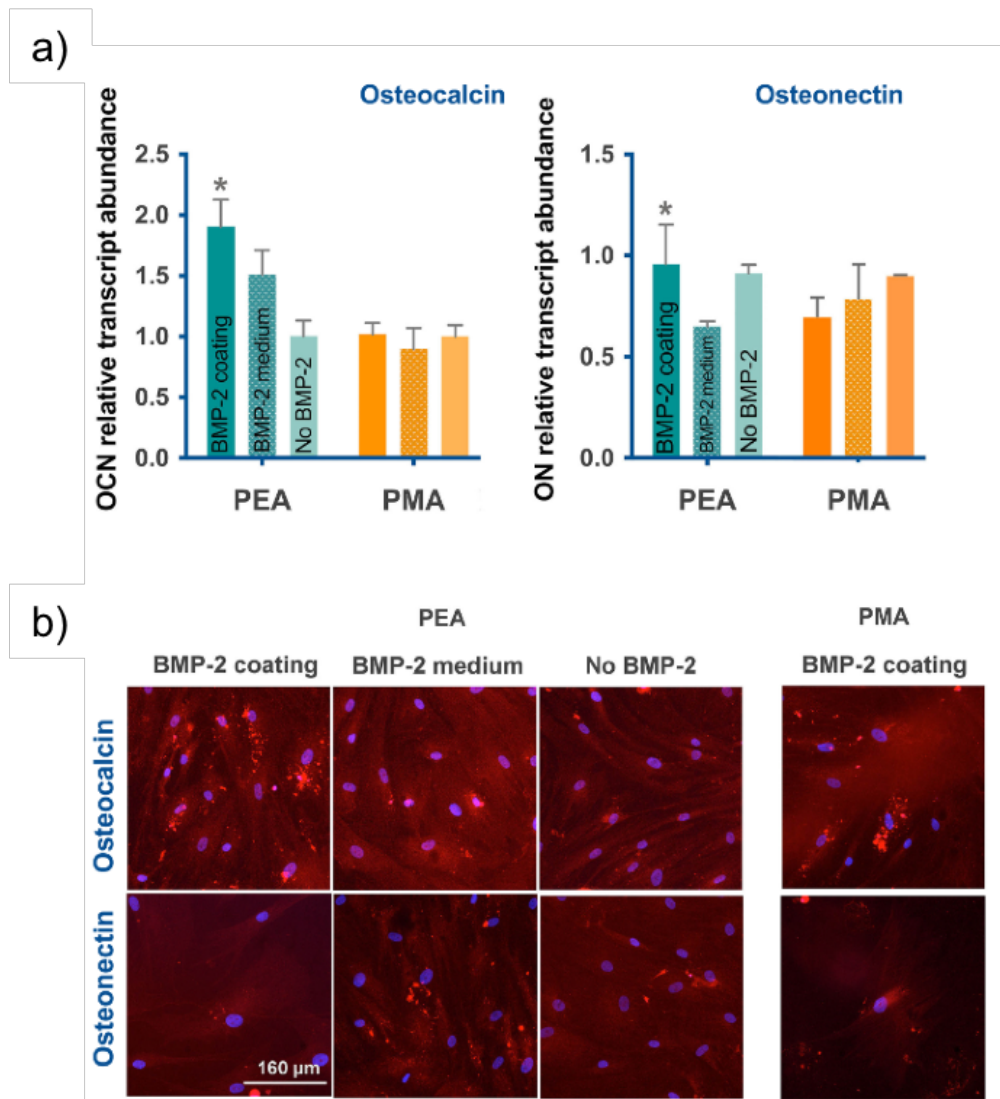 a)
Osteocalcin
OCN relative transcript abundance
2.5
2.0
1.5
1.0
0.5
0.0
*
BMP-2 coating
BMP-2 medium
No BMP-2
PEA
PMA
Osteonectin
ON relative transcript abundance
1.5
1.0
0.5
0.0
*
BMP-2 coating
BMP-2 medium
No BMP-2
PEA
PMA
b)
PEA
PMA
BMP-2 coating
BMP-2 medium
No BMP-2
BMP-2 coating
Osteocalcin
Osteonectin
160 µm